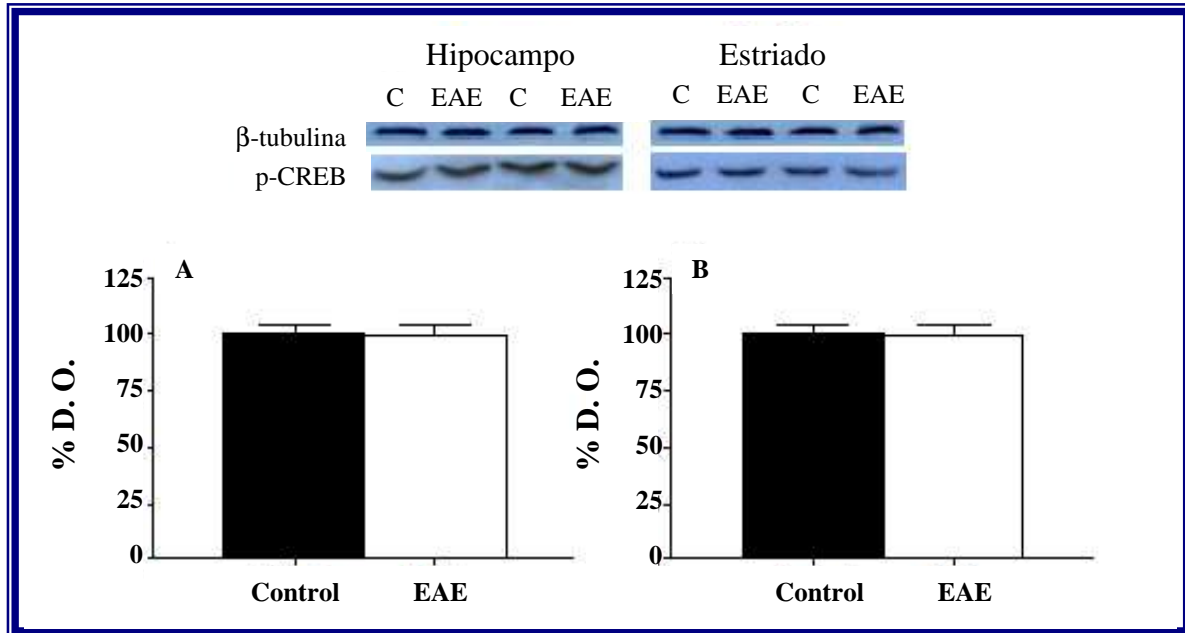 Hipocampo Estriado
C EAE C EAE C EAE C EAE
β-tubulina
p-CREB
A
125
100
75
50
25
0
% D. O.
Control EAE
B
125
100
75
50
25
0
% D. O.
Control EAE